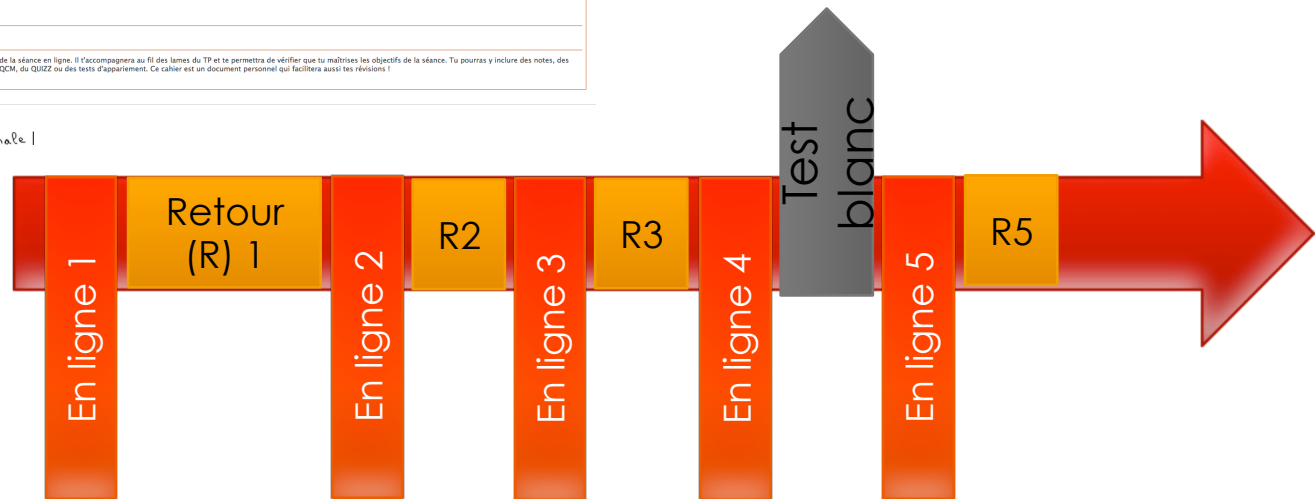 de la séance en ligne. Il t'accompagnera au fil des lames du TP et te permettra de vérifier que tu maîtrises les objectifs de la séance. Tu pourras y inclure des notes, des
QCM, du QUIZZ ou des tests d'appariement. Ce cahier est un document personnel qui facilitera aussi tes révisions !
En ligne 1
Retour
(R) 1
En ligne 2
R2
En ligne 3
R3
En ligne 4
Test
blanc
En ligne 5
R5